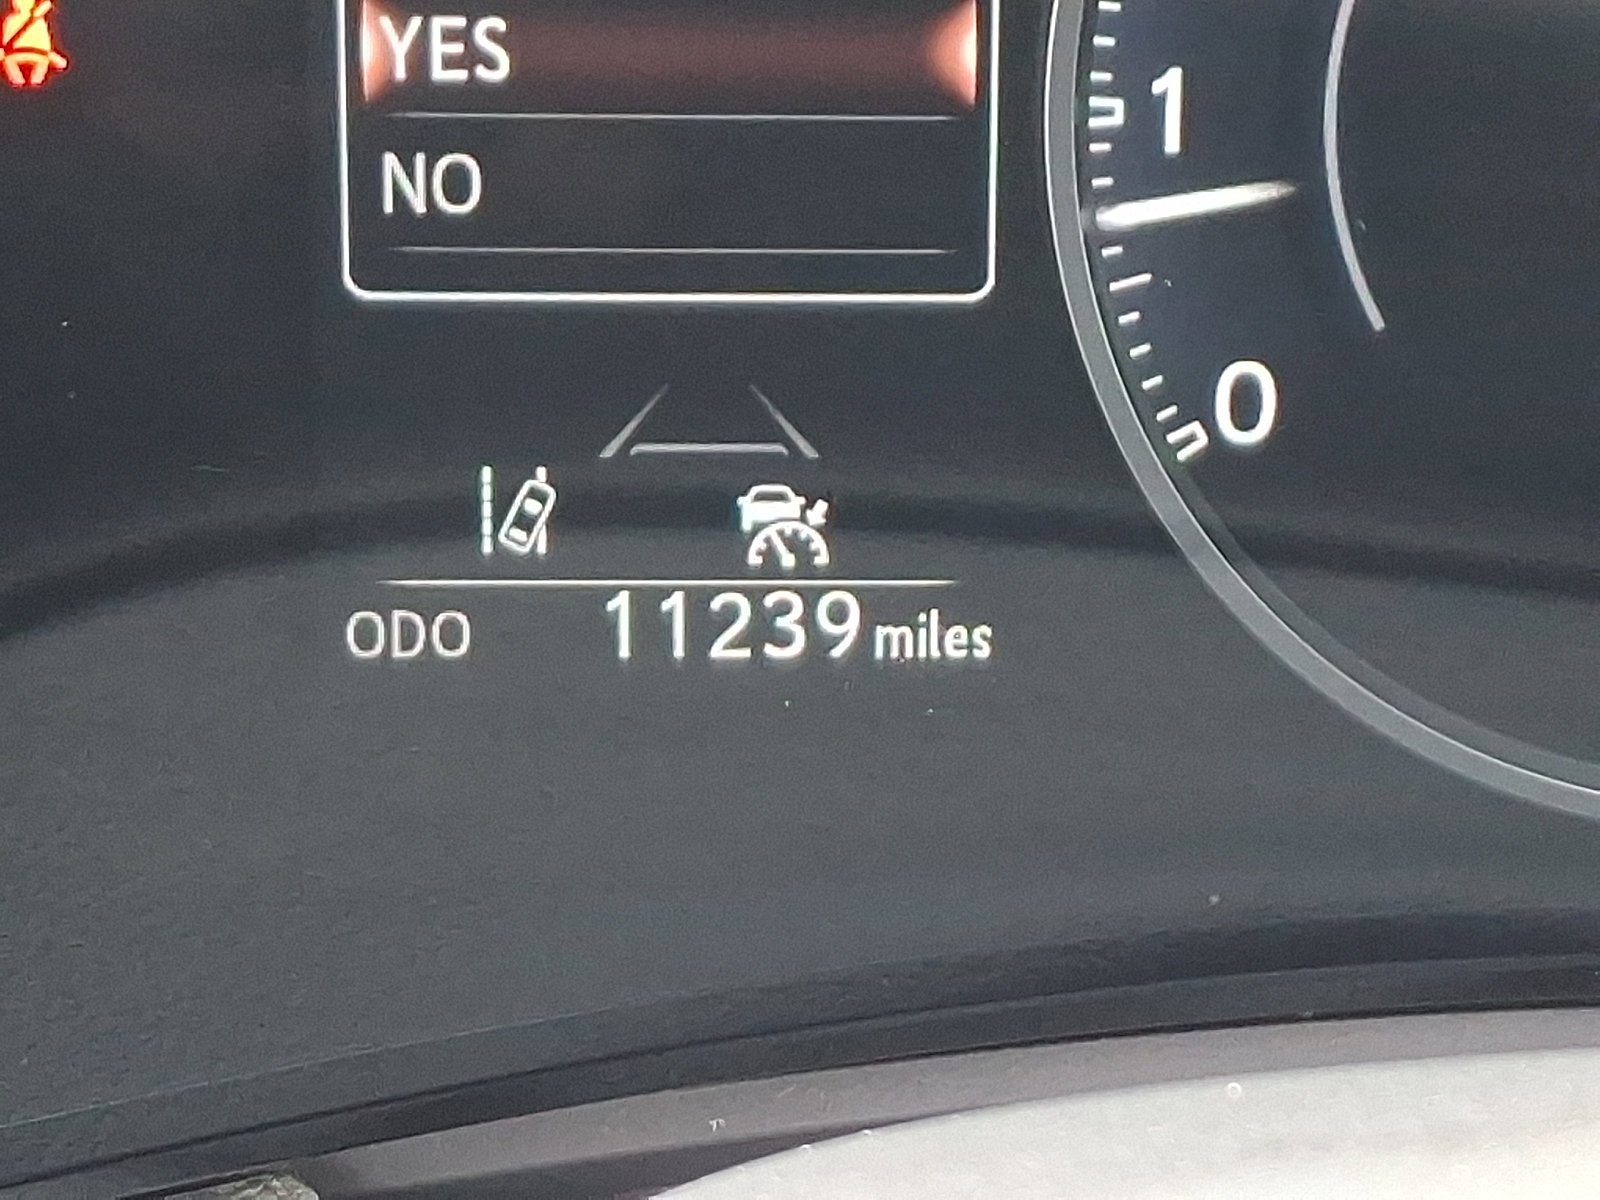 YES
NO
1
0
ODO 11239 miles